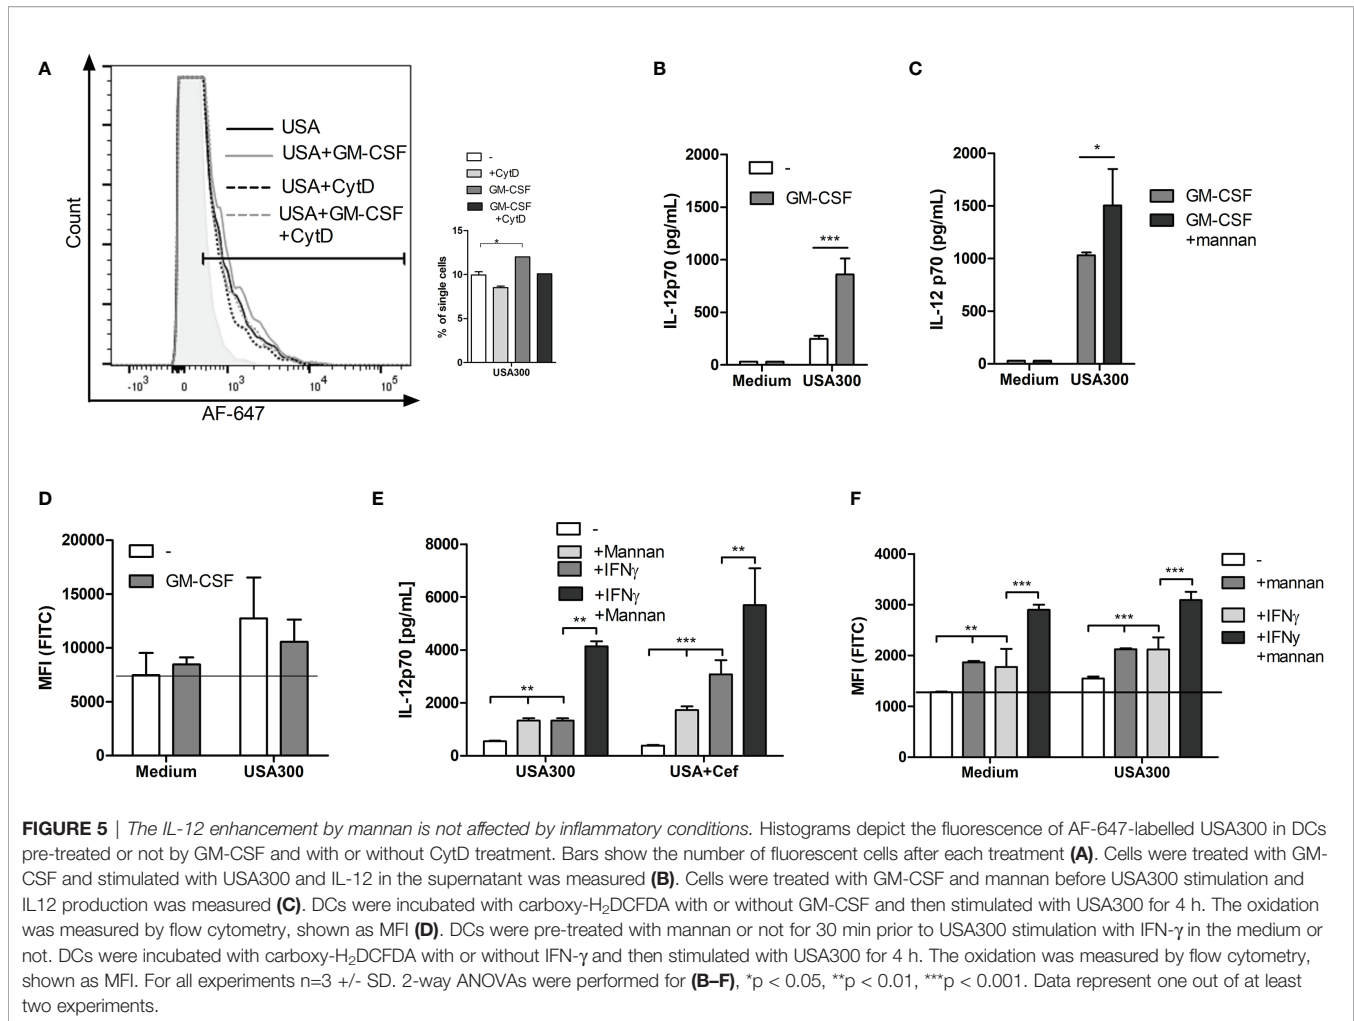 A
Count
USA
USA+GM-CSF
USA+CytD
USA+GM-CSF
+CytD
-10³ 0 10³ 10⁴ 10⁵
AF-647
-
+CytD
GM-CSF
GM-CSF
+CytD
% of single cells
15
10
5
0
*
USA300
B
IL-12p70 (pg/mL)
2000
1500
1000
500
0
-
GM-CSF
***
Medium USA300
C
IL-12 p70 (pg/mL)
2000
1500
1000
500
0
*
GM-CSF
GM-CSF
+mannan
Medium USA300
D
MFI (FITC)
20000
15000
10000
5000
0
-
GM-CSF
Medium USA300
E
IL-12p70 [pg/mL]
8000
6000
4000
2000
0
-
+Mannan
+IFNγ
+IFNγ
+Mannan
** ** *** **
USA300 USA+Cef
F
MFI (FITC)
4000
3000
2000
1000
0
** *** *** ***
-
+mannan
+IFNγ
+IFNy
+mannan
Medium USA300
FIGURE 5 | The IL-12 enhancement by mannan is not affected by inflammatory conditions. Histograms depict the fluorescence of AF-647-labelled USA300 in DCs
pre-treated or not by GM-CSF and with or without CytD treatment. Bars show the number of fluorescent cells after each treatment (A). Cells were treated with GM-
CSF and stimulated with USA300 and IL-12 in the supernatant was measured (B). Cells were treated with GM-CSF and mannan before USA300 stimulation and
IL12 production was measured (C). DCs were incubated with carboxy-H₂DCFDA with or without GM-CSF and then stimulated with USA300 for 4 h. The oxidation
was measured by flow cytometry, shown as MFI (D). DCs were pre-treated with mannan or not for 30 min prior to USA300 stimulation with IFN-γ in the medium or
not. DCs were incubated with carboxy-H₂DCFDA with or without IFN-γ and then stimulated with USA300 for 4 h. The oxidation was measured by flow cytometry,
shown as MFI. For all experiments n=3 +/- SD. 2-way ANOVAs were performed for (B–F), *p < 0.05, **p < 0.01, ***p < 0.001. Data represent one out of at least
two experiments.